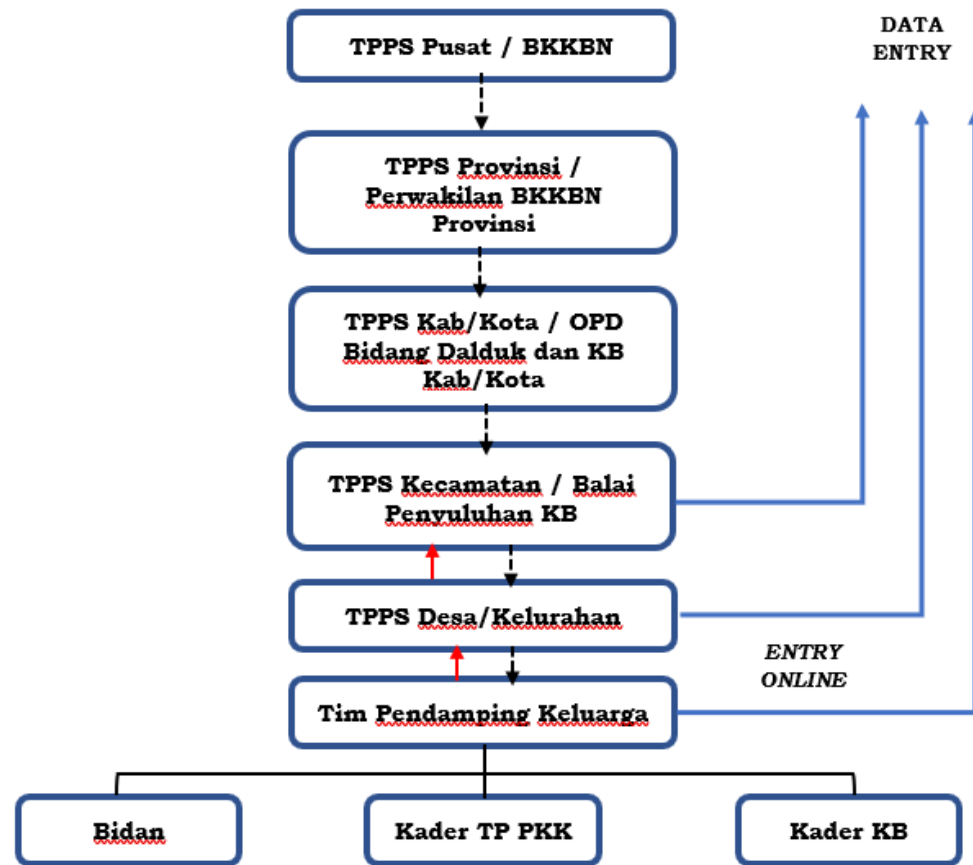 TPPS Pusat / BKKBN
DATA
ENTRY
TPPS Provinsi /
Perwakilan BKKBN
Provinsi
TPPS Kab/Kota / OPD
Bidang Dalduk dan KB
Kab/Kota
TPPS Kecamatan / Balai
Penyuluhan KB
TPPS Desa/Kelurahan
ENTRY
ONLINE
Tim Pendamping Keluarga
Bidan
Kader TP PKK
Kader KB